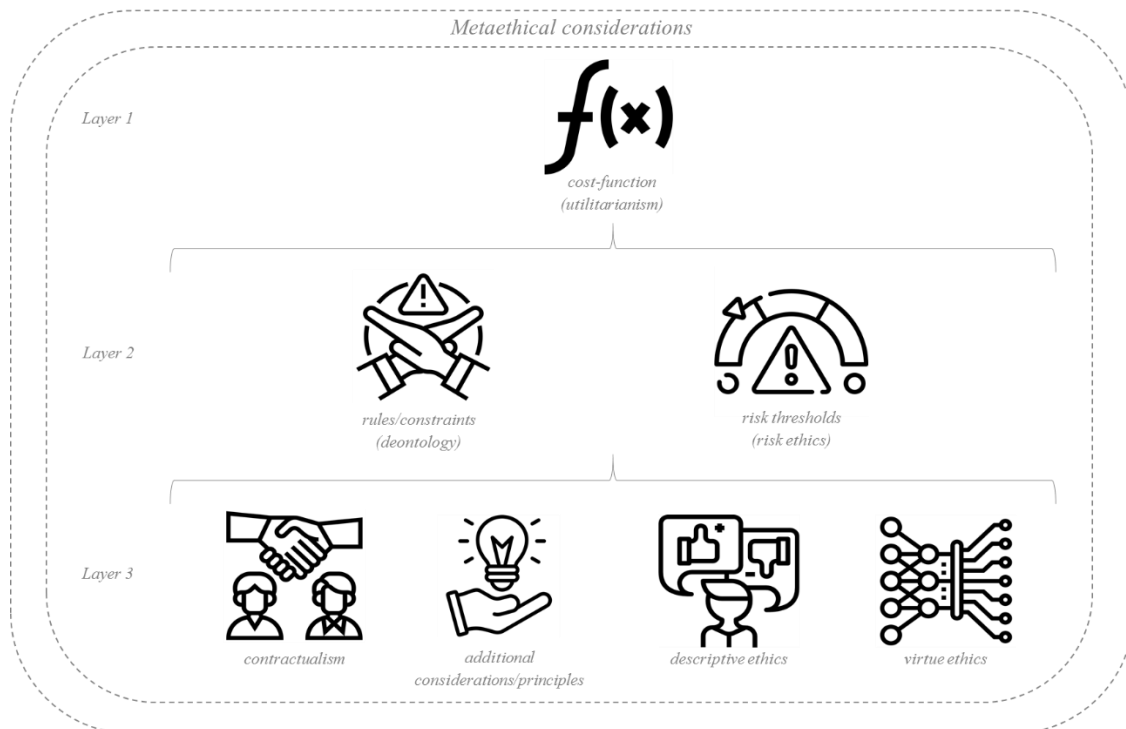 Metaethical considerations
Layer 1
f(x)
cost-function
(utilitarianism)
Layer 2
rules/constraints
(deontology)
risk thresholds
(risk ethics)
Layer 3
contractualism
additional
considerations/principles
descriptive ethics
virtue ethics